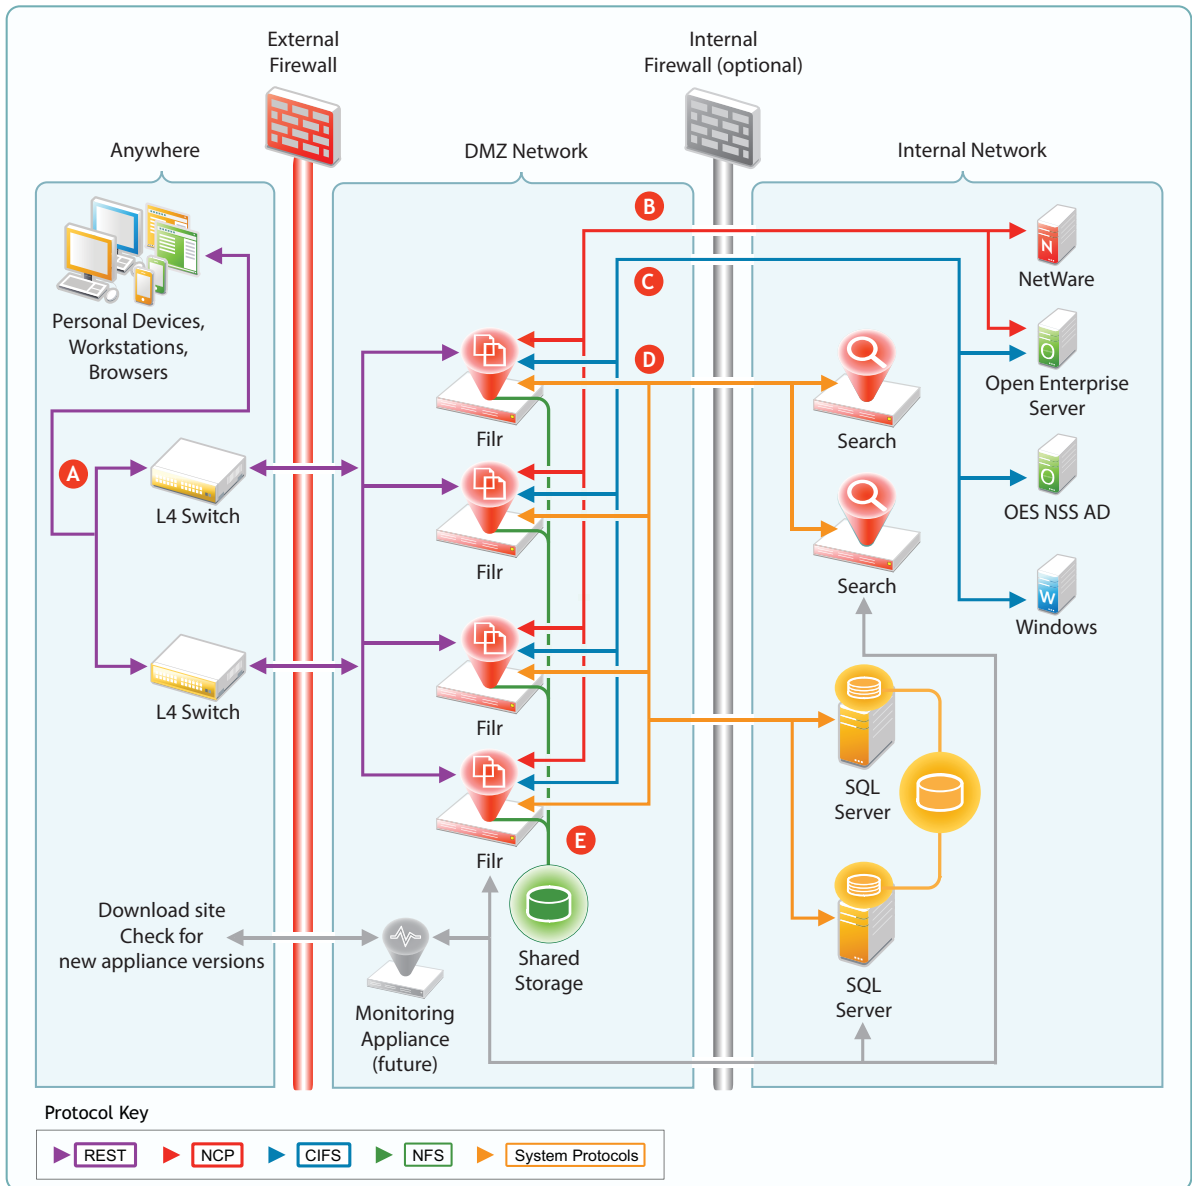 External
Firewall
Internal
Firewall (optional)
Anywhere
DMZ Network
Internal Network
Personal Devices,
Workstations,
Browsers
A
L4 Switch
L4 Switch
Download site
Check for
new appliance versions
B
C
D
E
Filr
Filr
Filr
Filr
Shared
Storage
Monitoring
Appliance
(future)
Search
Search
SQL
Server
SQL
Server
N
NetWare
O
Open Enterprise
Server
O
OES NSS AD
W
Windows
Protocol Key
REST
NCP
CIFS
NFS
System Protocols